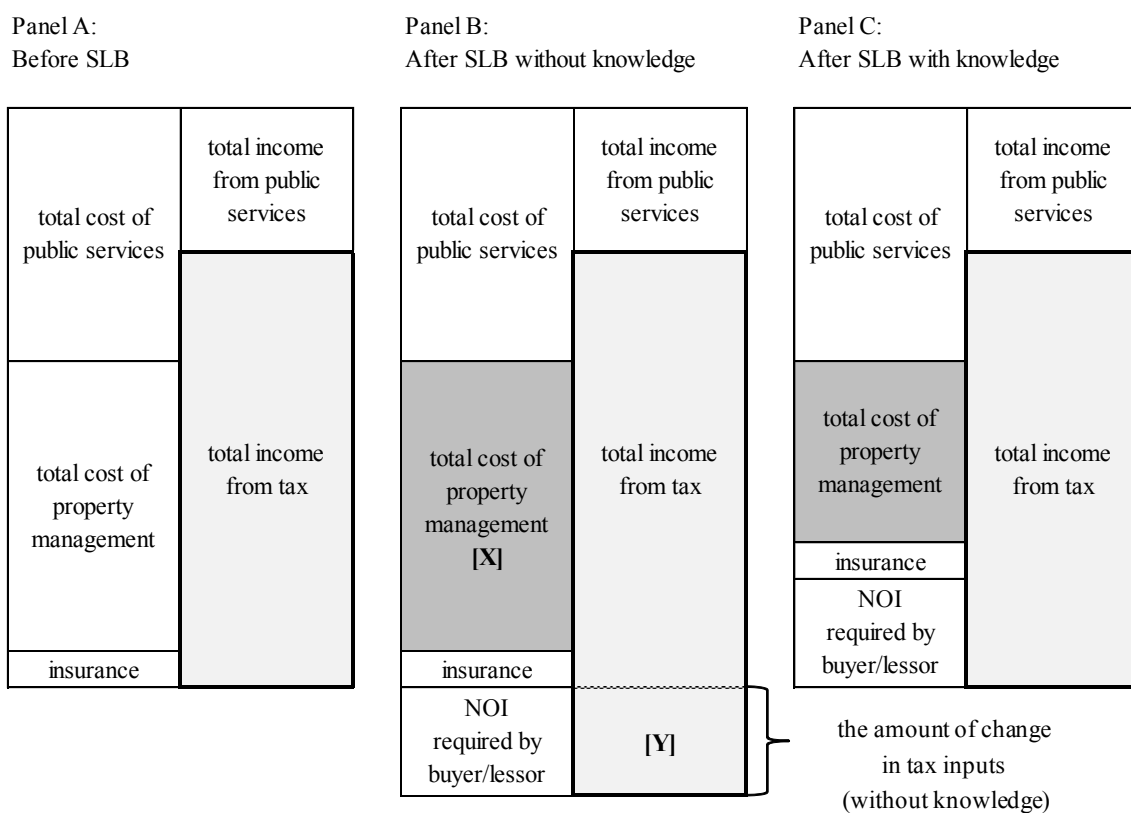 Panel A:
Before SLB
total cost of
public services
total income
from public
services
total cost of
property
management
total income
from tax
insurance
Panel B:
After SLB without knowledge
total cost of
public services
total income
from public
services
total cost of
property
management
[X]
total income
from tax
insurance
NOI
required by
buyer/lessor
[Y]
the amount of change
in tax inputs
(without knowledge)
Panel C:
After SLB with knowledge
total cost of
public services
total income
from public
services
total cost of
property
management
total income
from tax
insurance
NOI
required by
buyer/lessor